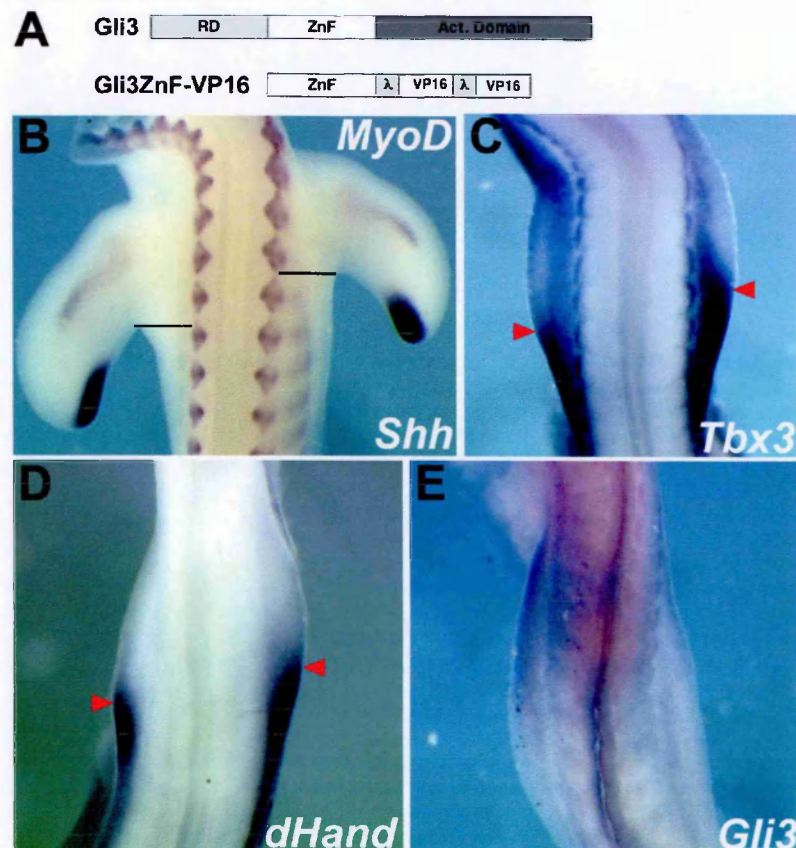 A
Gli3 RD ZnF Act. Domain
Gli3ZnF-VP16 ZnF λ VP16 λ VP16
B MyoD
Shh
C
Tbx3
D
dHand
E
Gli3